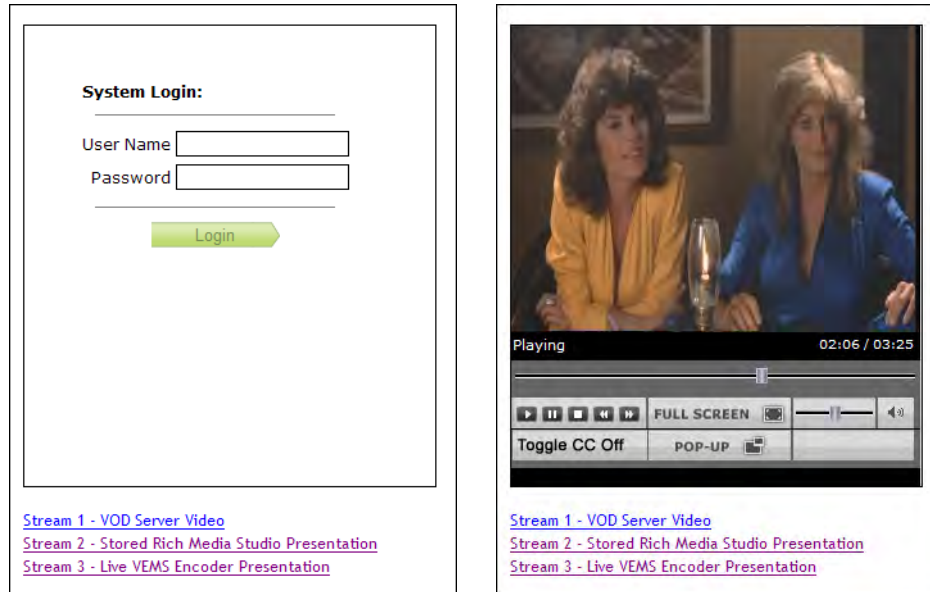 System Login:
User Name
Password
Login
Stream 1 - VOD Server Video
Stream 2 - Stored Rich Media Studio Presentation
Stream 3 - Live VEMS Encoder Presentation
Playing 02:06 / 03:25
FULL SCREEN
Toggle CC Off POP-UP
Stream 1 - VOD Server Video
Stream 2 - Stored Rich Media Studio Presentation
Stream 3 - Live VEMS Encoder Presentation